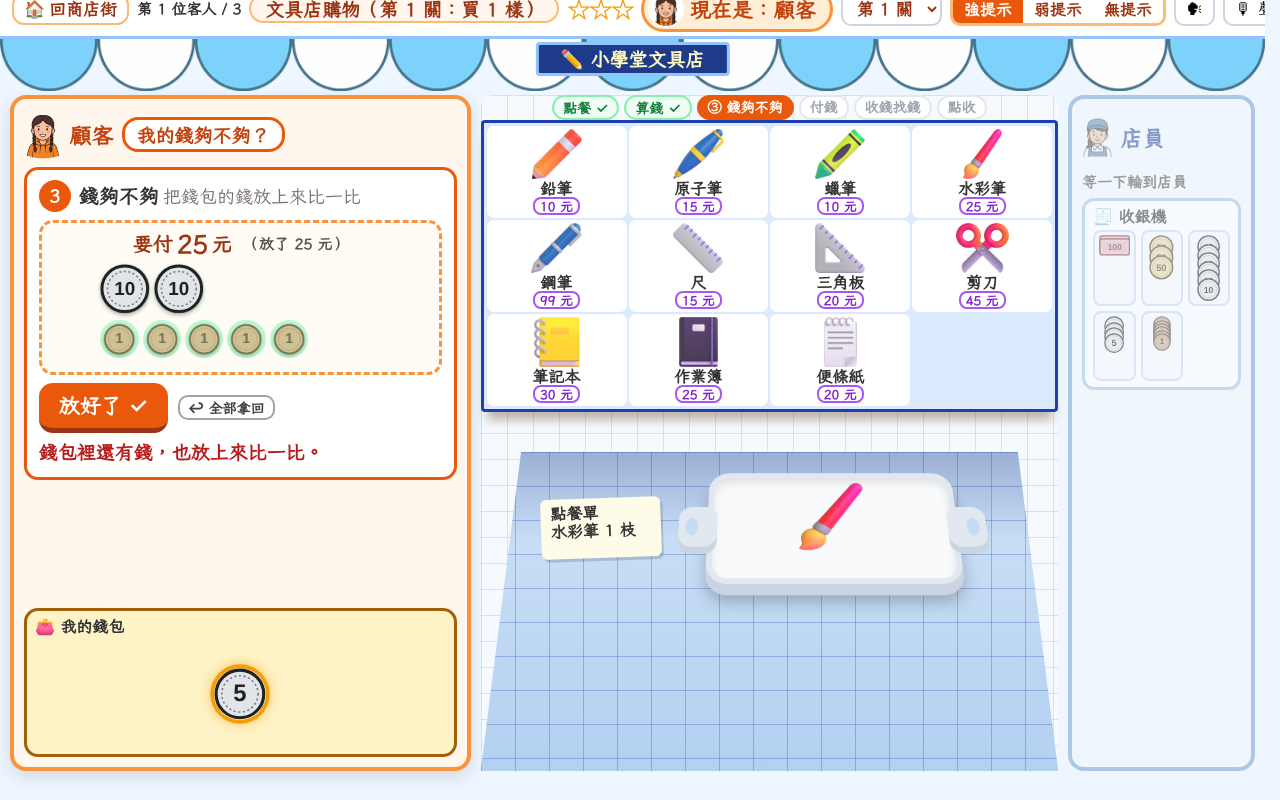 🏠 回商店街
第 1 位客人 / 3
文具店購物（第 1 關：買 1 樣）
現在是：顧客
第 1 關
強提示 弱提示 無提示
✏️ 小學堂文具店
點餐 ✓ 算錢 ✓ ③ 錢夠不夠 付錢 收錢找錢 點收
顧客 我的錢夠不夠？
3 錢夠不夠 把錢包的錢放上來比一比
要付 25 元 （放了 25 元）
10 10
1 1 1 1 1
放好了 ✓ ↩ 全部拿回
錢包裡還有錢，也放上來比一比。
👛 我的錢包
5
鉛筆 原子筆 蠟筆 水彩筆
10 元 15 元 10 元 25 元
鋼筆 尺 三角板 剪刀
99 元 15 元 20 元 45 元
筆記本 作業簿 便條紙
30 元 25 元 20 元
點餐單
水彩筆 1 枝
店員
等一下輪到店員
🧾 收銀機
100 50 10
5 1